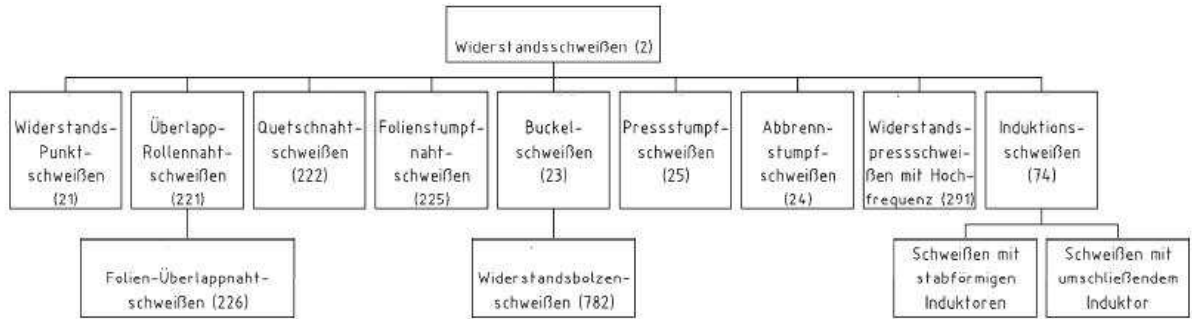 Widerstandsschweißen (2)
Widerstands-
Punkt-
schweißen
(21)
Überlapp-
Rollennaht-
schweißen
(221)
Quetschnaht-
schweißen
(222)
Folienstumpf-
naht-
schweißen
(225)
Buckel-
schweißen
(23)
Pressstumpf-
schweißen
(25)
Abbrenn-
stumpf-
schweißen
(24)
Widerstands-
pressschwei-
ßen mit Hoch-
frequenz (291)
Induktions-
schweißen
(74)
Folien-Überlappnaht-
schweißen (226)
Widerstandsbolzen-
schweißen (782)
Schweißen mit
stabförmigen
Induktoren
Schweißen mit
umschließendem
Induktor